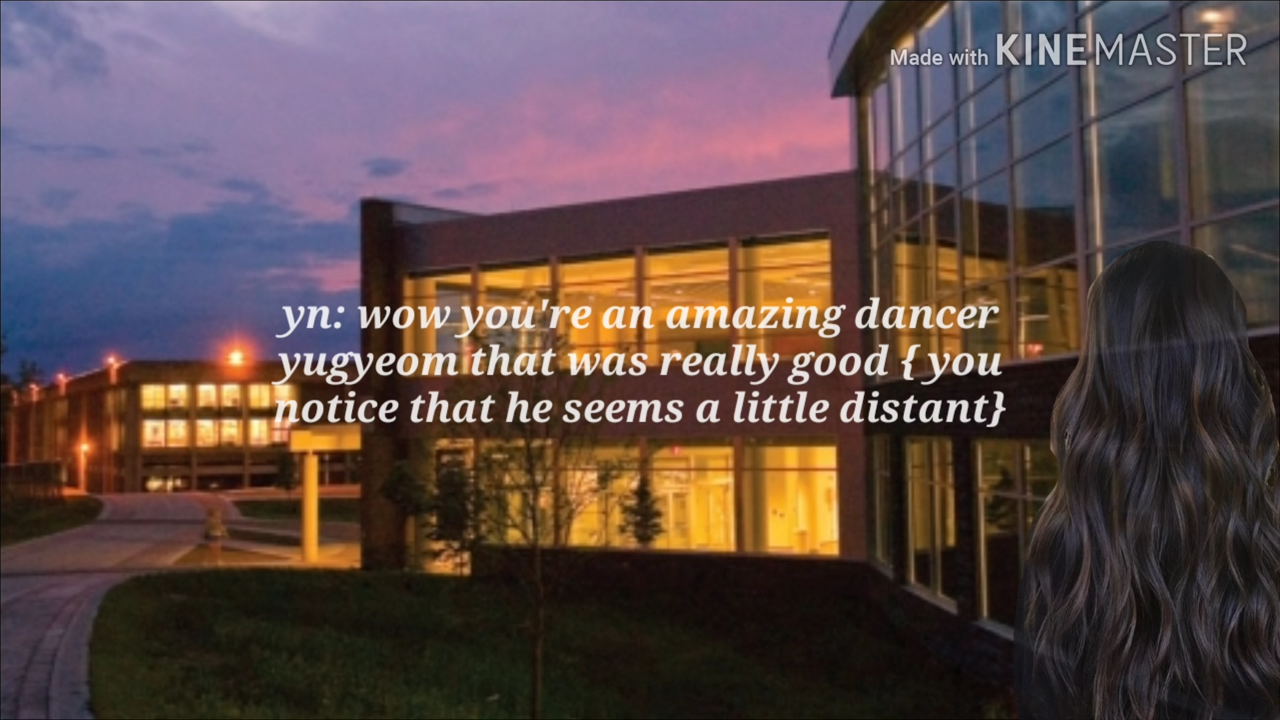 Made with KINEMASTER
yn: wow you're an amazing dancer
yugyeom that was really good { you
notice that he seems a little distant}